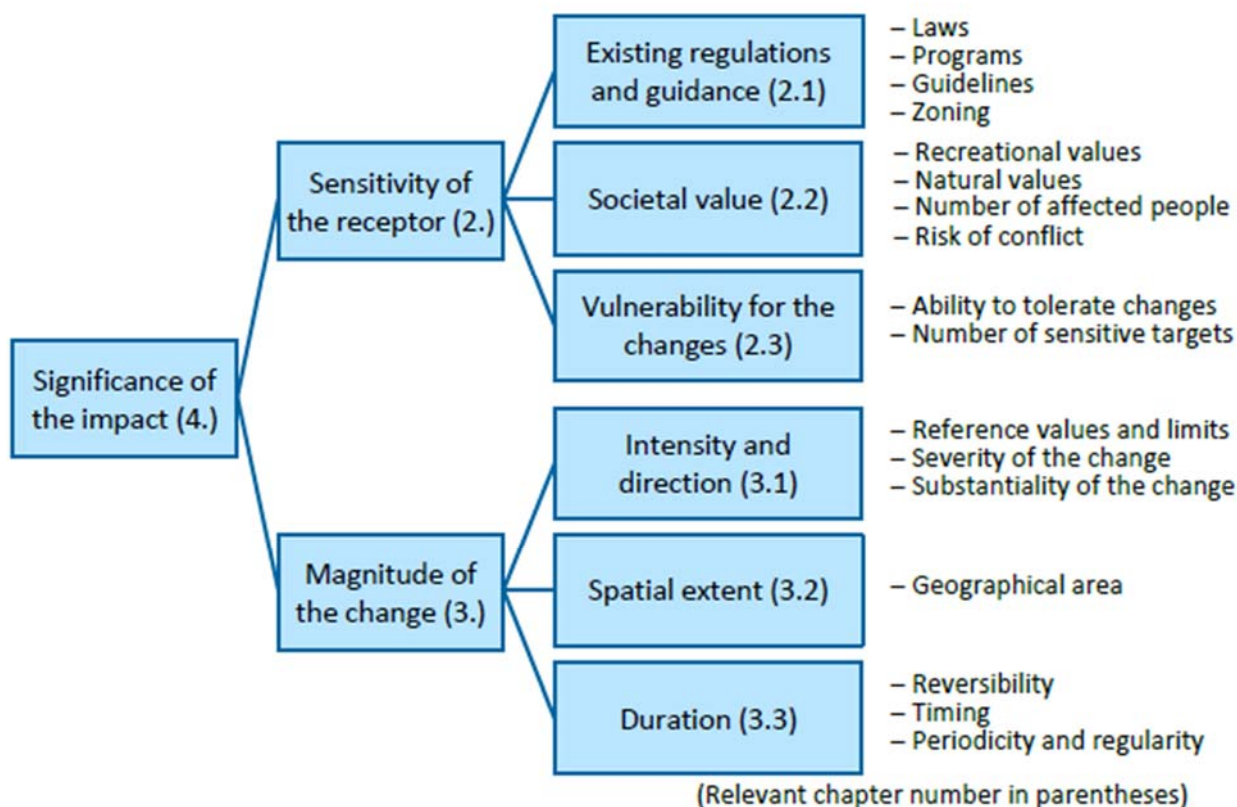 Significance of
the impact (4.)
Sensitivity of
the receptor (2.)
Existing regulations
and guidance (2.1)
– Laws
– Programs
– Guidelines
– Zoning
Societal value (2.2)
– Recreational values
– Natural values
– Number of affected people
– Risk of conflict
Vulnerability for the
changes (2.3)
– Ability to tolerate changes
– Number of sensitive targets
Magnitude of
the change (3.)
Intensity and
direction (3.1)
– Reference values and limits
– Severity of the change
– Substantiality of the change
Spatial extent (3.2)
– Geographical area
Duration (3.3)
– Reversibility
– Timing
– Periodicity and regularity
(Relevant chapter number in parentheses)